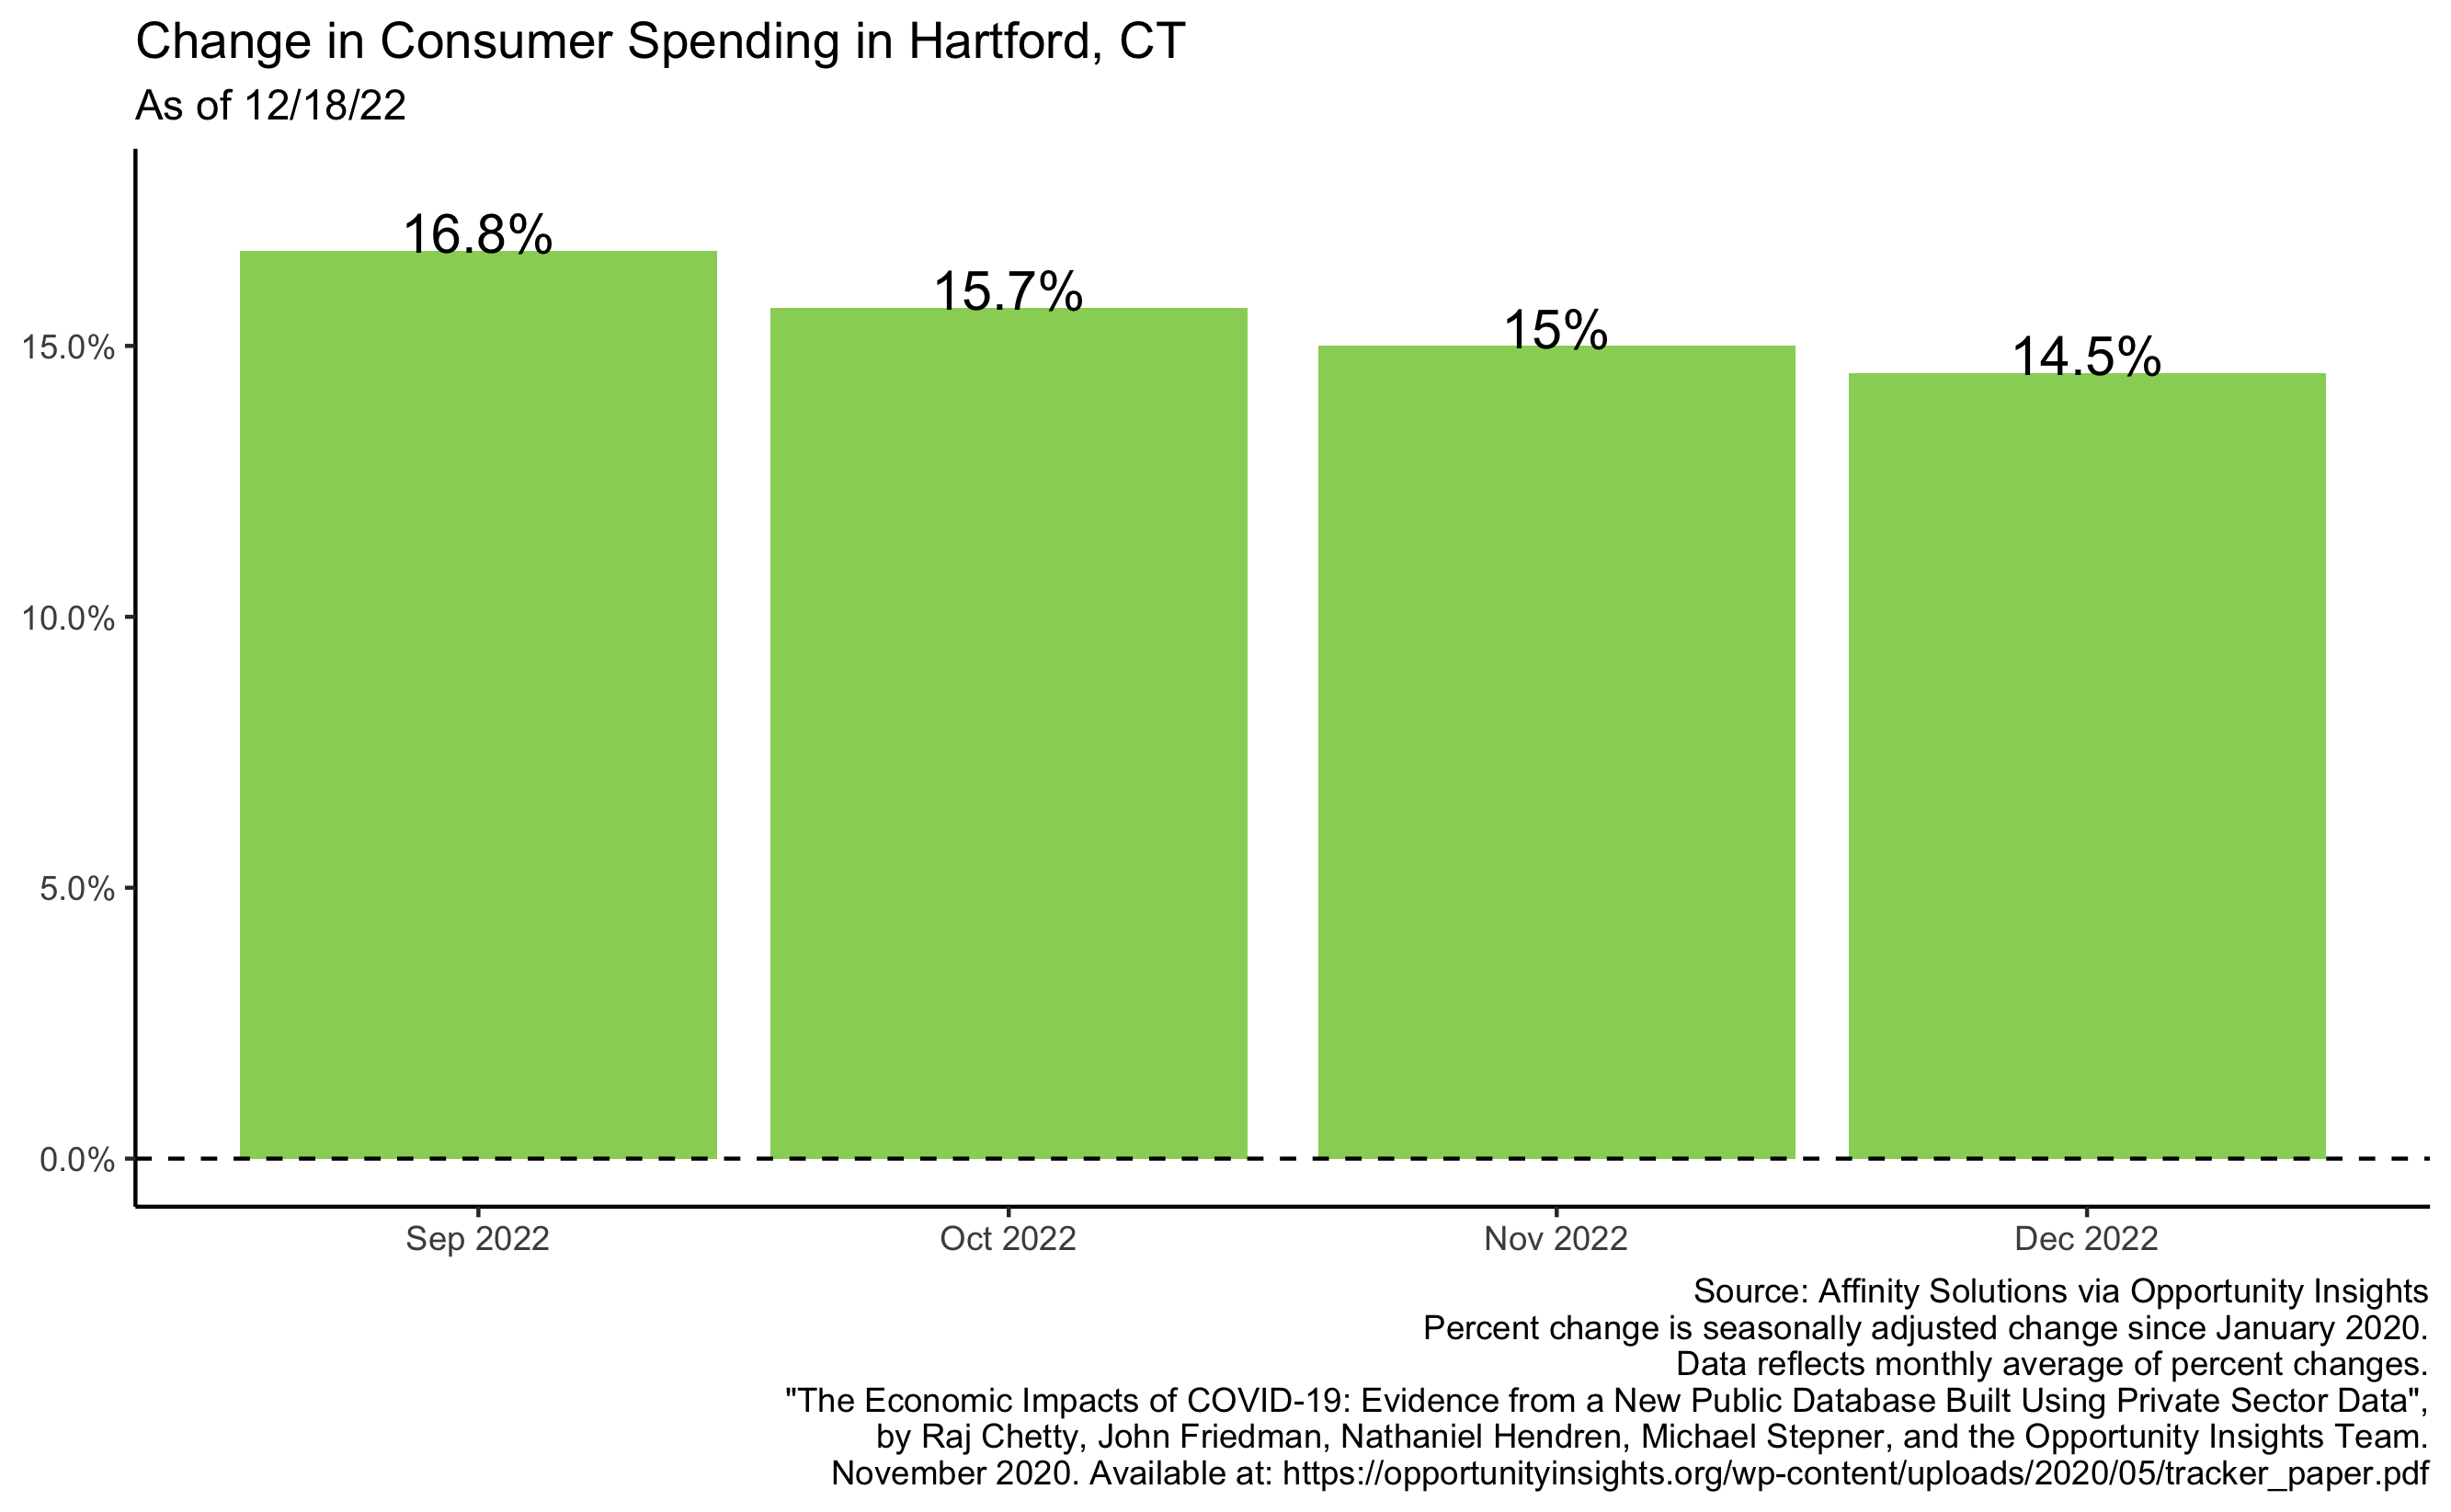 Change in Consumer Spending in Hartford, CT
As of 12/18/22
16.8%
15.7%
15%
14.5%
15.0%
10.0%
5.0%
0.0%
Sep 2022
Oct 2022
Nov 2022
Dec 2022
Source: Affinity Solutions via Opportunity Insights
Percent change is seasonally adjusted change since January 2020.
Data reflects monthly average of percent changes.
"The Economic Impacts of COVID-19: Evidence from a New Public Database Built Using Private Sector Data",
by Raj Chetty, John Friedman, Nathaniel Hendren, Michael Stepner, and the Opportunity Insights Team.
November 2020. Available at: https://opportunityinsights.org/wp-content/uploads/2020/05/tracker_paper.pdf